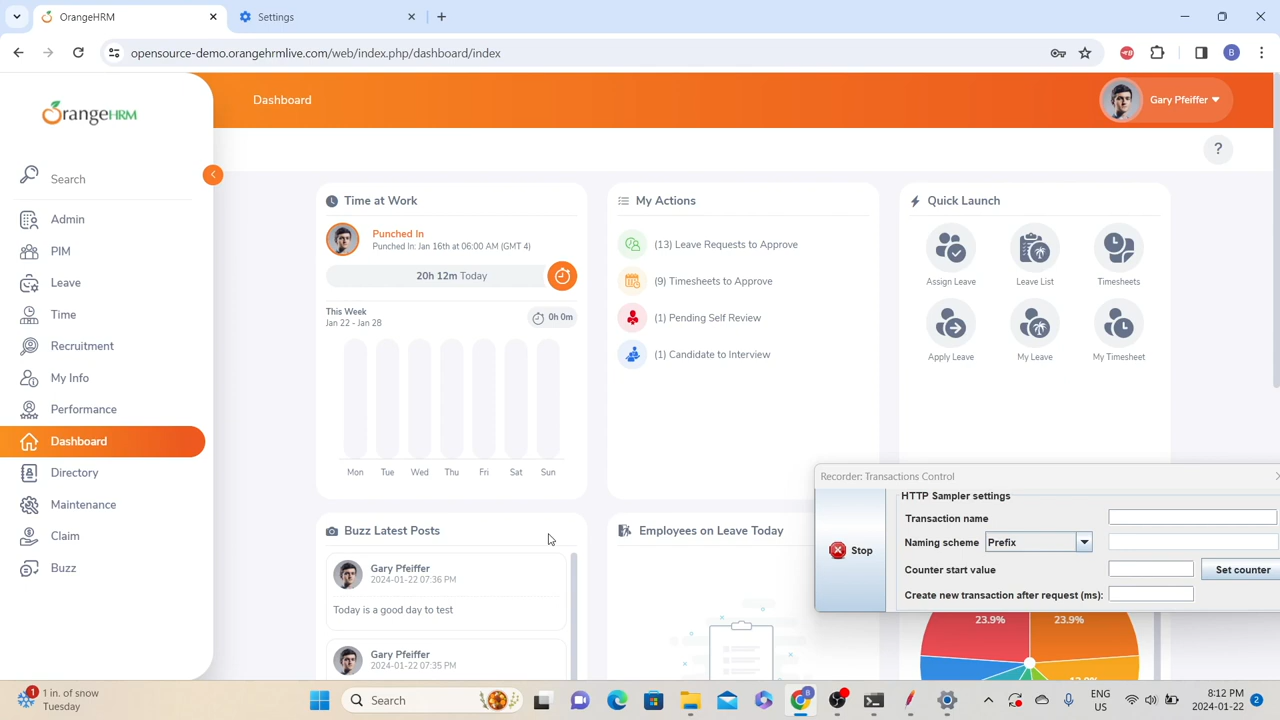 OrangeHRM
Settings
opensource-demo.orangehrmlive.com/web/index.php/dashboard/index
B
OrangeHRM
Dashboard
Gary Pfeiffer
?
Search
Admin
PIM
Leave
Time
Recruitment
My Info
Performance
Dashboard
Directory
Maintenance
Claim
Buzz
Time at Work
Punched In
Punched In: Jan 16th at 06:00 AM (GMT 4)
20h 12m Today
This Week
Jan 22 - Jan 28
0h 0m
Mon Tue Wed Thu Fri Sat Sun
My Actions
(13) Leave Requests to Approve
(9) Timesheets to Approve
(1) Pending Self Review
(1) Candidate to Interview
Quick Launch
Assign Leave
Leave List
Timesheets
Apply Leave
My Leave
My Timesheet
Buzz Latest Posts
Gary Pfeiffer
2024-01-22 07:36 PM
Today is a good day to test
Gary Pfeiffer
2024-01-22 07:35 PM
Employees on Leave Today
Recorder: Transactions Control
Stop
HTTP Sampler settings
Transaction name
Naming scheme
Prefix
Counter start value
Set counter
Create new transaction after request (ms):
23.9%
23.9%
1 in. of snow
Tuesday
1
Search
B
ENG
US
8:12 PM
2024-01-22
2